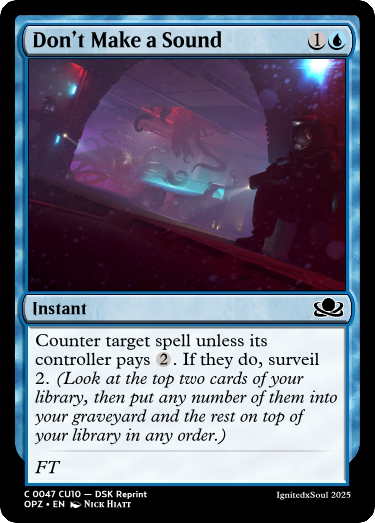 Don't Make a Sound 1
Instant
Counter target spell unless its
controller pays 2. If they do, surveil
2. (Look at the top two cards of your
library, then put any number of them into
your graveyard and the rest on top of
your library in any order.)
FT
C 0047 CU10 — DSK Reprint
OPZ • EN Nick Hiatt
IgnitedxSoul 2025